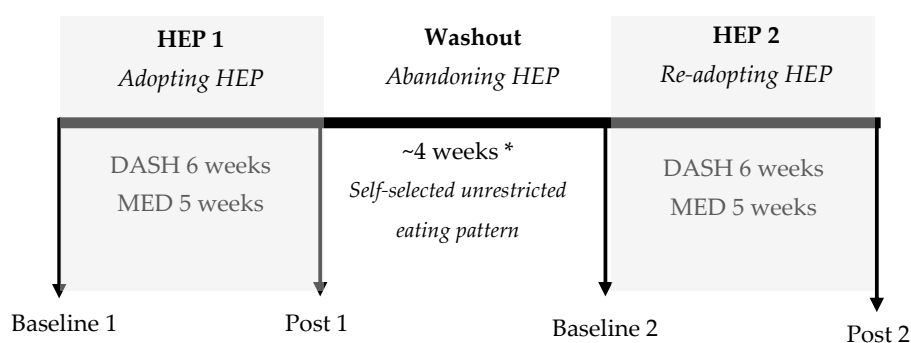 HEP 1
Adopting HEP
Washout
Abandoning HEP
HEP 2
Re-adopting HEP
DASH 6 weeks
MED 5 weeks
~4 weeks *
Self-selected unrestricted
eating pattern
DASH 6 weeks
MED 5 weeks
Baseline 1
Post 1
Baseline 2
Post 2